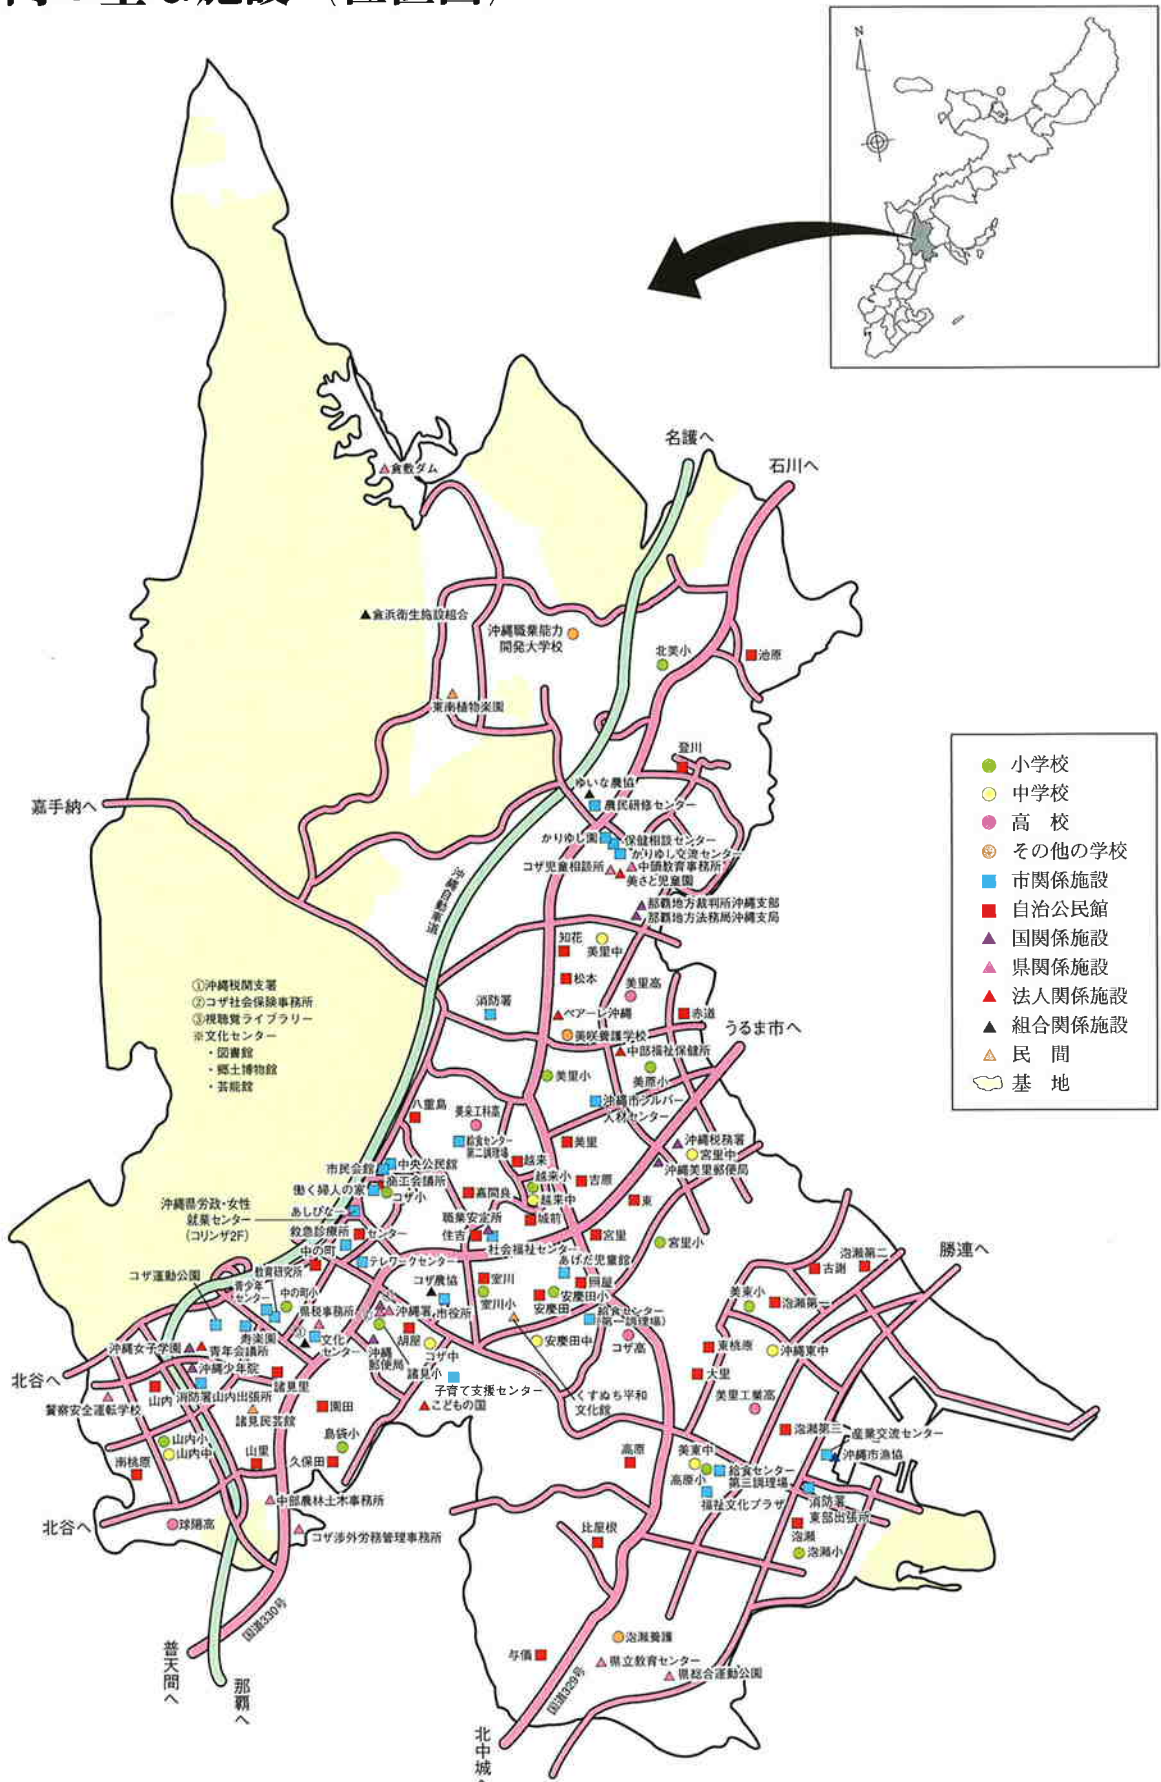 な施設
N
名護へ
石川へ
倉敷ダム
倉浜衛生施設組合
沖縄職業能力
開発大学校
北美小
池原
東南植物楽園
登川
嘉手納へ
ゆいな農協
農民研修センター
かりゆし園
保健相談センター
かりゆし交流センター
コザ児童相談所
中頭教育事務所
美さと児童園
沖縄自動車道
那覇地方裁判所沖縄支部
那覇地方法務局沖縄支局
小学校
中学校
高　校
その他の学校
市関係施設
自治公民館
国関係施設
県関係施設
法人関係施設
組合関係施設
民　間
基　地
知花
美里中
松本
美里高
①沖縄税関支署
②コザ社会保険事務所
③視聴覚ライブラリー
※文化センター
・図書館
・郷土博物館
・芸能館
消防署
ペアーレ沖縄
赤道
うるま市へ
美咲養護学校
中部福祉保健所
美里小
美原小
沖縄市シルバー
人材センター
八重島
美来工科高
給食センター
第二調理場
美里
沖縄税務署
宮里中
沖縄美里郵便局
市民会館
中央公民館
越来
商工会議所
働く婦人の家
コザ小
越来小
吉原
嘉間良
越来中
東
沖縄県労政・女性
就業センター
(コリンザ2F)
あしびなー
職業安定所
城前
救急診療所
センター
住吉
宮里
社会福祉センター
宮里小
中の町
テレワークセンター
あげだ児童館
泡瀬第二
勝連へ
古謝
コザ運動公園
教育研究所
青少年
センター
中の町小
コザ農協
室川
照屋
室川小
安慶田小
安慶田
美東小
泡瀬第一
県税事務所
沖縄署
市役所
給食センター
(第一調理場)
寿楽園
文化
センター
胡屋
沖縄
郵便局
コザ中
安慶田中
コザ高
沖縄女子学園
青年会議所
諸見小
東桃原
沖縄東中
沖縄少年院
北谷へ
諸見里
子育て支援センター
大里
警察安全運転学校
山内
消防署山内出張所
こどもの国
くすぬち平和
文化館
美里工業高
諸見民芸館
園田
山内小
山内中
島袋小
泡瀬第三
産業交流センター
沖縄市漁協
南桃原
山里
久保田
高原
美東中
高原小
給食センター
第三調理場
福祉文化プラザ
中部農林土木事務所
消防署
東部出張所
北谷へ
球陽高
コザ渉外労務管理事務所
比屋根
泡瀬
泡瀬小
国道330号
普天間へ
那覇へ
泡瀬養護
与儀
県立教育センター
県総合運動公園
国道329号
北中城